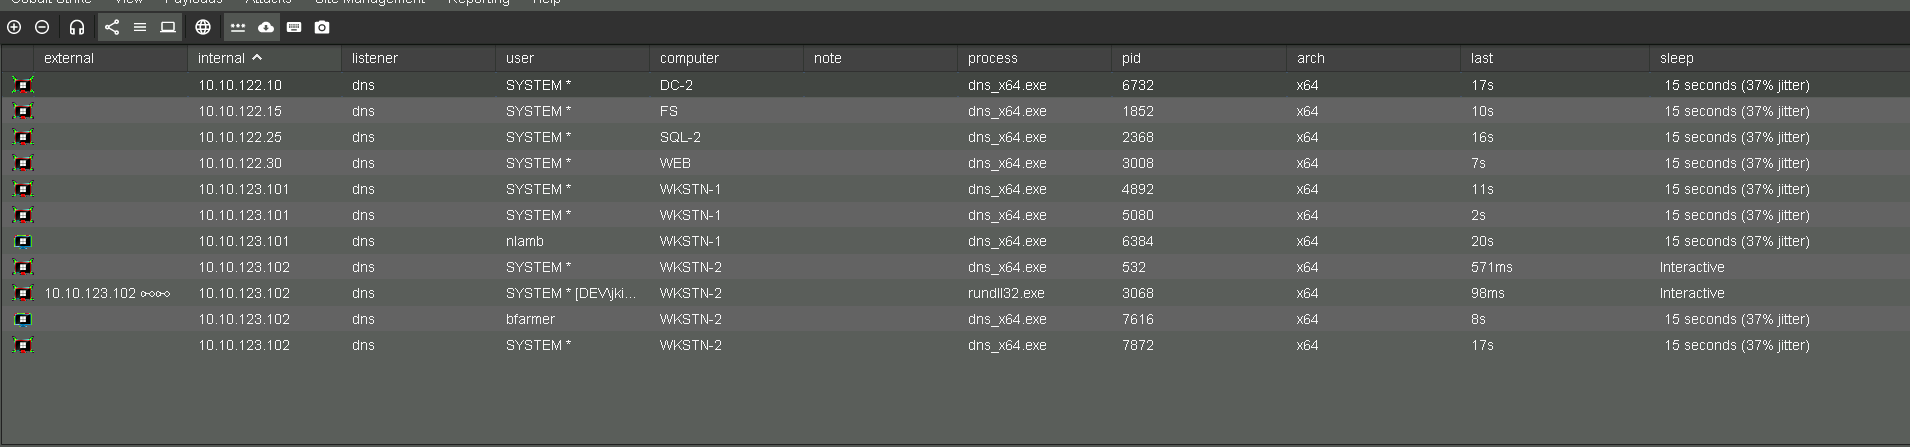 Cobalt Strike View Payloads Attacks Site Management Reporting Help
external internal listener user computer note process pid arch last sleep
10.10.122.10 dns SYSTEM * DC-2 dns_x64.exe 6732 x64 17s 15 seconds (37% jitter)
10.10.122.15 dns SYSTEM * FS dns_x64.exe 1852 x64 10s 15 seconds (37% jitter)
10.10.122.25 dns SYSTEM * SQL-2 dns_x64.exe 2368 x64 16s 15 seconds (37% jitter)
10.10.122.30 dns SYSTEM * WEB dns_x64.exe 3008 x64 7s 15 seconds (37% jitter)
10.10.123.101 dns SYSTEM * WKSTN-1 dns_x64.exe 4892 x64 11s 15 seconds (37% jitter)
10.10.123.101 dns SYSTEM * WKSTN-1 dns_x64.exe 5080 x64 2s 15 seconds (37% jitter)
10.10.123.101 dns nlamb WKSTN-1 dns_x64.exe 6384 x64 20s 15 seconds (37% jitter)
10.10.123.102 dns SYSTEM * WKSTN-2 dns_x64.exe 532 x64 571ms Interactive
10.10.123.102 10.10.123.102 dns SYSTEM * [DEV\jki... WKSTN-2 rundll32.exe 3068 x64 98ms Interactive
10.10.123.102 dns bfarmer WKSTN-2 dns_x64.exe 7616 x64 8s 15 seconds (37% jitter)
10.10.123.102 dns SYSTEM * WKSTN-2 dns_x64.exe 7872 x64 17s 15 seconds (37% jitter)